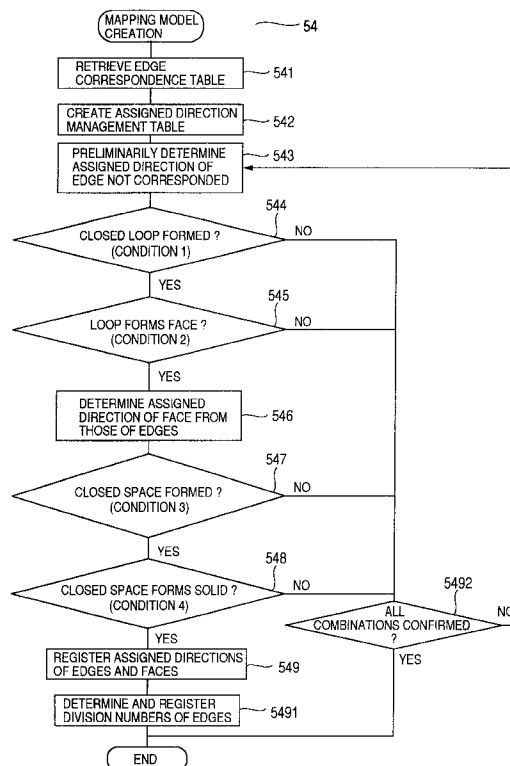 MAPPING MODEL
CREATION
54
RETRIEVE EDGE
CORRESPONDENCE TABLE
541
CREATE ASSIGNED DIRECTION
MANAGEMENT TABLE
542
PRELIMINARILY DETERMINE
ASSIGNED DIRECTION OF
EDGE NOT CORRESPONDED
543
544
CLOSED LOOP FORMED ?
(CONDITION 1)
NO
YES
545
LOOP FORMS FACE ?
(CONDITION 2)
NO
YES
DETERMINE ASSIGNED
DIRECTION OF FACE FROM
THOSE OF EDGES
546
547
CLOSED SPACE FORMED ?
(CONDITION 3)
NO
YES
548
CLOSED SPACE FORMS SOLID ?
(CONDITION 4)
NO
YES
5492
ALL
COMBINATIONS CONFIRMED
?
NO
YES
REGISTER ASSIGNED DIRECTIONS
OF EDGES AND FACES
549
DETERMINE AND REGISTER
DIVISION NUMBERS OF EDGES
5491
END